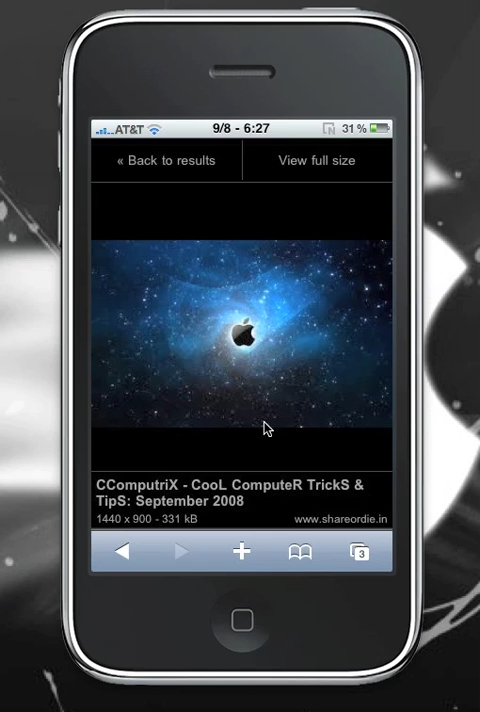 AT&T 9/8 - 6:27 31%
« Back to results View full size
CComputriX - CooL ComputeR TrickS &
TipS: September 2008
1440 x 900 - 331 kB www.shareordie.in
3